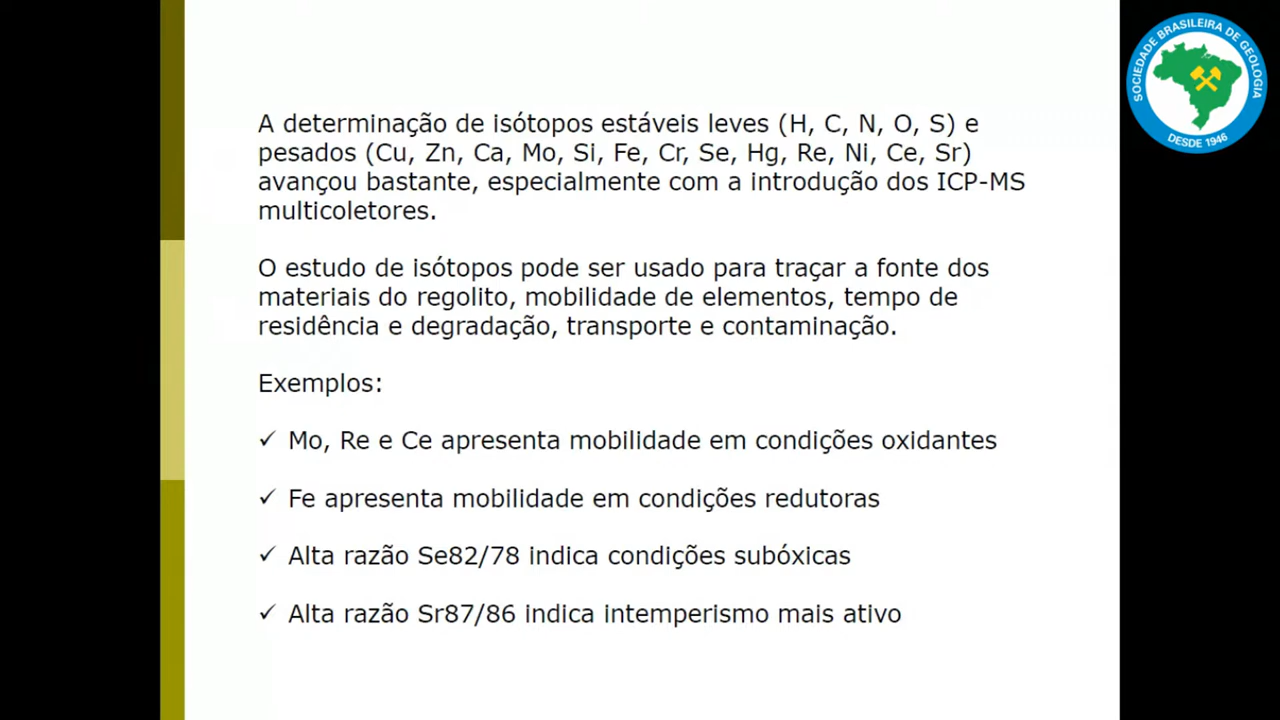 A determinação de isótopos estáveis leves (H, C, N, O, S) e
pesados (Cu, Zn, Ca, Mo, Si, Fe, Cr, Se, Hg, Re, Ni, Ce, Sr)
avançou bastante, especialmente com a introdução dos ICP-MS
multicoletores.
O estudo de isótopos pode ser usado para traçar a fonte dos
materiais do regolito, mobilidade de elementos, tempo de
residência e degradação, transporte e contaminação.
Exemplos:
✓ Mo, Re e Ce apresenta mobilidade em condições oxidantes
✓ Fe apresenta mobilidade em condições redutoras
✓ Alta razão Se82/78 indica condições subóxicas
✓ Alta razão Sr87/86 indica intemperismo mais ativo
SOCIEDADE BRASILEIRA DE GEOLOGIA
DESDE 1946